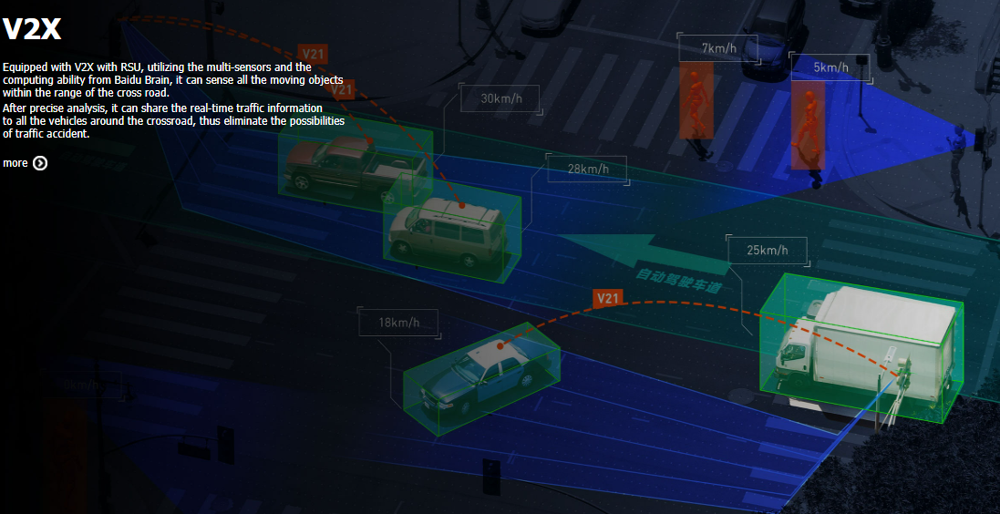 V2X
Equipped with V2X with RSU, utilizing the multi-sensors and the
computing ability from Baidu Brain, it can sense all the moving objects
within the range of the cross road.
After precise analysis, it can share the real-time traffic information
to all the vehicles around the crossroad, thus eliminate the possibilities
of traffic accident.
more
V21
V21
7km/h
5km/h
30km/h
28km/h
25km/h
自动驾驶车道
V21
18km/h